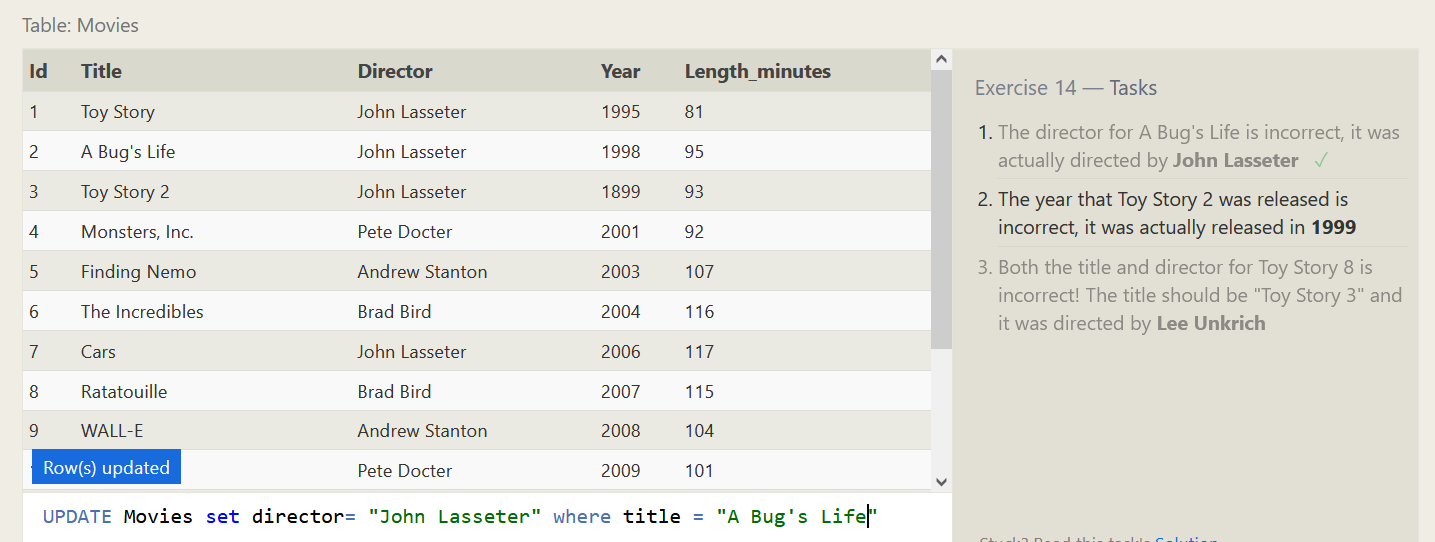 Table: Movies
Id Title Director Year Length_minutes
1 Toy Story John Lasseter 1995 81
2 A Bug's Life John Lasseter 1998 95
3 Toy Story 2 John Lasseter 1899 93
4 Monsters, Inc. Pete Docter 2001 92
5 Finding Nemo Andrew Stanton 2003 107
6 The Incredibles Brad Bird 2004 116
7 Cars John Lasseter 2006 117
8 Ratatouille Brad Bird 2007 115
9 WALL-E Andrew Stanton 2008 104
Row(s) updated Pete Docter 2009 101
UPDATE Movies set director= "John Lasseter" where title = "A Bug's Life"
Exercise 14 — Tasks
1. The director for A Bug's Life is incorrect, it was
actually directed by John Lasseter ✓
2. The year that Toy Story 2 was released is
incorrect, it was actually released in 1999
3. Both the title and director for Toy Story 8 is
incorrect! The title should be "Toy Story 3" and
it was directed by Lee Unkrich
Stuck? Read this task's Solution